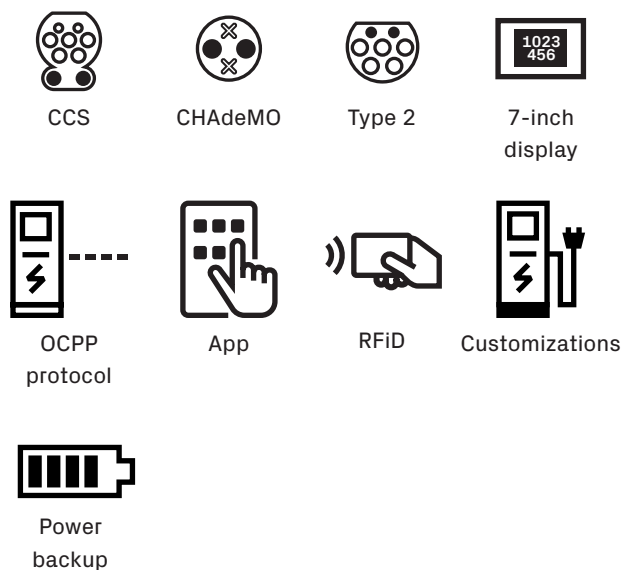 1023
456
CCS
CHAdeMO
Type 2
7-inch
display
OCPP
protocol
App
RFiD
Customizations
Power
backup